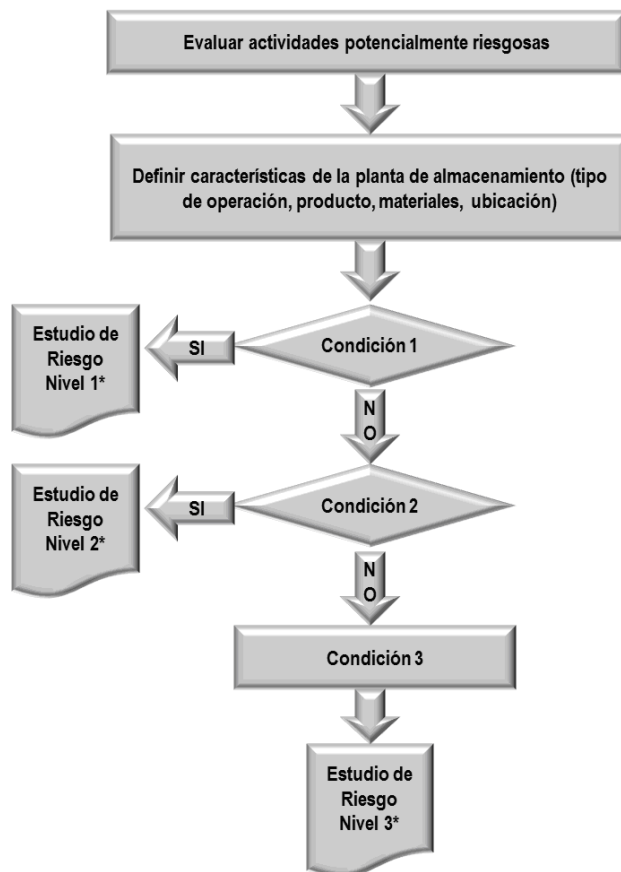 Evaluar actividades potencialmente riesgosas
Definir características de la planta de almacenamiento (tipo
de operación, producto, materiales, ubicación)
Estudio de
Riesgo
Nivel 1*
SI
Condición 1
N
O
Estudio de
Riesgo
Nivel 2*
SI
Condición 2
N
O
Condición 3
Estudio de
Riesgo
Nivel 3*